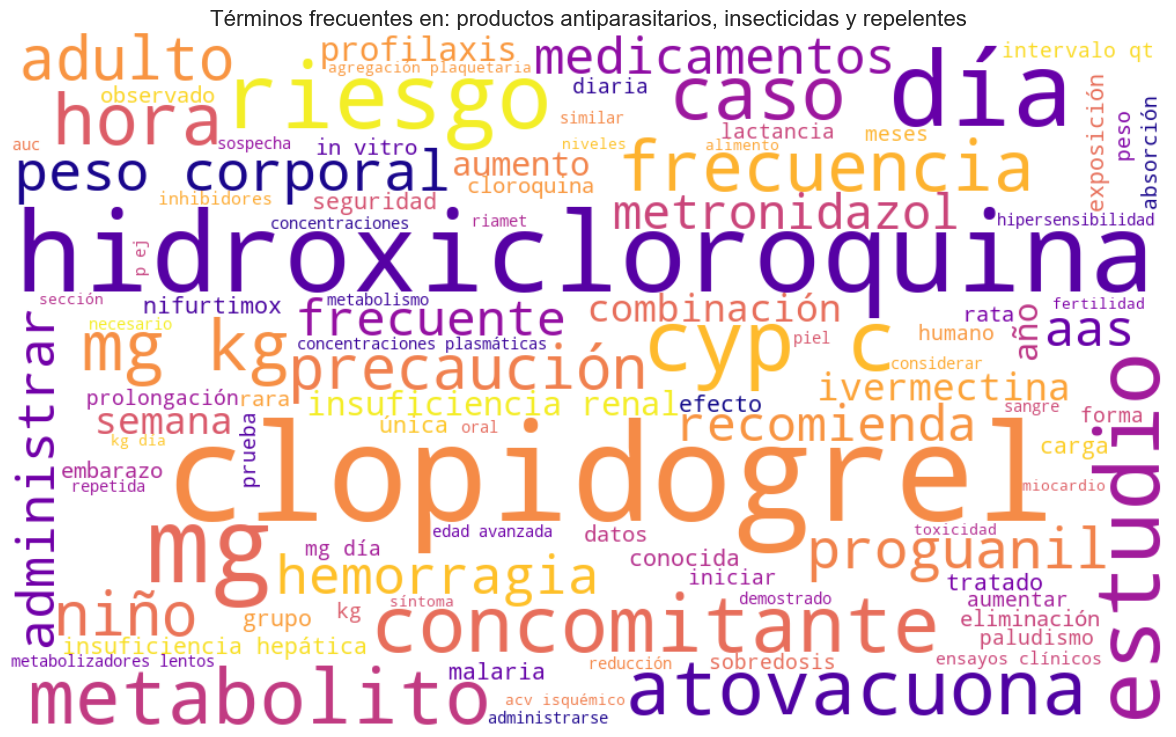 Términos frecuentes en: productos antiparasitarios, insecticidas y repelentes
adulto
profilaxis
agregación plaquetaria
medicamentos
intervalo qt
riesgo
caso
día
observado
diaria
hora
similar
exposición
peso
absorción
auc
sospecha
in vitro
lactancia
meses
niveles
alimento
peso corporal
aumento
frecuencia
cloroquina
inhibidores
seguridad
metronidazol
concentraciones
riamet
hipersensibilidad
hidroxicloroquina
p ej
sección
nifurtimox
metabolismo
combinación
rata
fertilidad
necesario
frecuente
cyp c
piel
humano
año
aas
mg kg
concentraciones plasmáticas
precaución
considerar
administrar
prolongación
rara
insuficiencia renal
efecto
ivermectina
semana
única
oral
recomienda
sangre
forma
kg día
prueba
carga
estudio
embarazo
clopidogrel
repetida
miocardio
mg
edad avanzada
datos
toxicidad
mg día
conocida
proguanil
hemorragia
iniciar
tratado
niño
síntoma
demostrado
aumentar
grupo
kg
concomitante
eliminación
insuficiencia hepática
paludismo
metabolizadores lentos
malaria
reducción
sobredosis
ensayos clínicos
metabolito
acv isquémico
atovacuona
administrarse